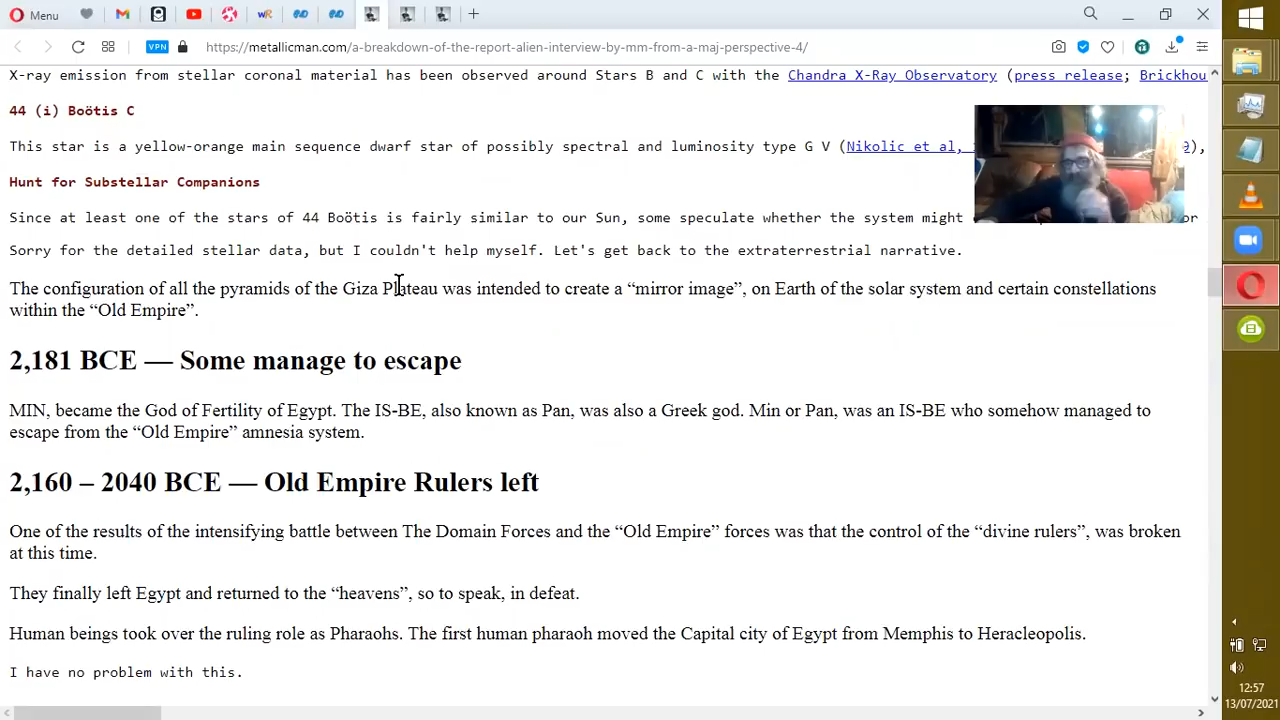 Menu
VPN
https://metallicman.com/a-breakdown-of-the-report-alien-interview-by-mm-from-a-maj-perspective-4/
X-ray emission from stellar coronal material has been observed around Stars B and C with the Chandra X-Ray Observatory (press release; Brickhou
44 (i) Boötis C
This star is a yellow-orange main sequence dwarf star of possibly spectral and luminosity type G V (Nikolic et al, 9),
Hunt for Substellar Companions
Since at least one of the stars of 44 Boötis is fairly similar to our Sun, some speculate whether the system might or
Sorry for the detailed stellar data, but I couldn't help myself. Let's get back to the extraterrestrial narrative.
The configuration of all the pyramids of the Giza Plateau was intended to create a “mirror image”, on Earth of the solar system and certain constellations
within the “Old Empire”.
2,181 BCE — Some manage to escape
MIN, became the God of Fertility of Egypt. The IS-BE, also known as Pan, was also a Greek god. Min or Pan, was an IS-BE who somehow managed to
escape from the “Old Empire” amnesia system.
2,160 – 2040 BCE — Old Empire Rulers left
One of the results of the intensifying battle between The Domain Forces and the “Old Empire” forces was that the control of the “divine rulers”, was broken
at this time.
They finally left Egypt and returned to the “heavens”, so to speak, in defeat.
Human beings took over the ruling role as Pharaohs. The first human pharaoh moved the Capital city of Egypt from Memphis to Heracleopolis.
I have no problem with this.
12:57
13/07/2021